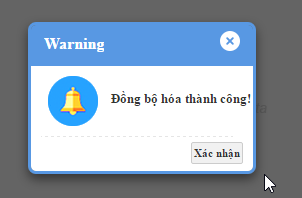 Warning
Đồng bộ hóa thành công!
Xác nhận